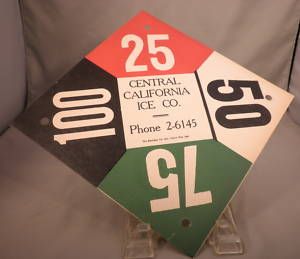 25
CENTRAL
CALIFORNIA
ICE CO.
Phone 2-6145
50
75
100